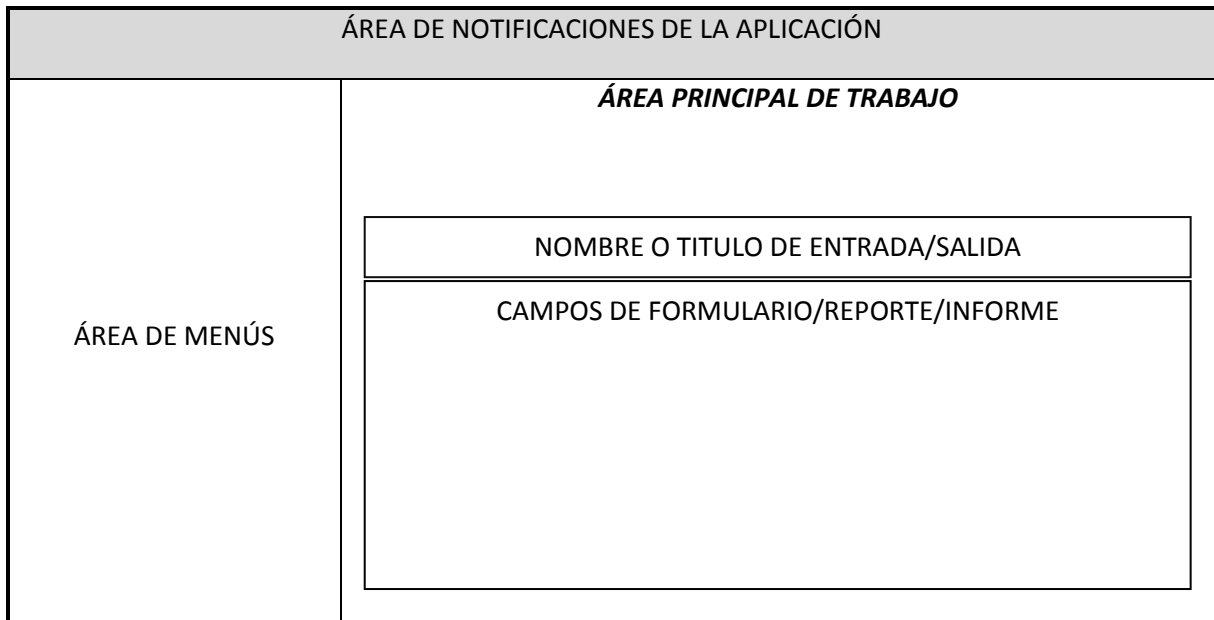 ÁREA DE NOTIFICACIONES DE LA APLICACIÓN
ÁREA PRINCIPAL DE TRABAJO
NOMBRE O TITULO DE ENTRADA/SALIDA
CAMPOS DE FORMULARIO/REPORTE/INFORME
ÁREA DE MENÚS